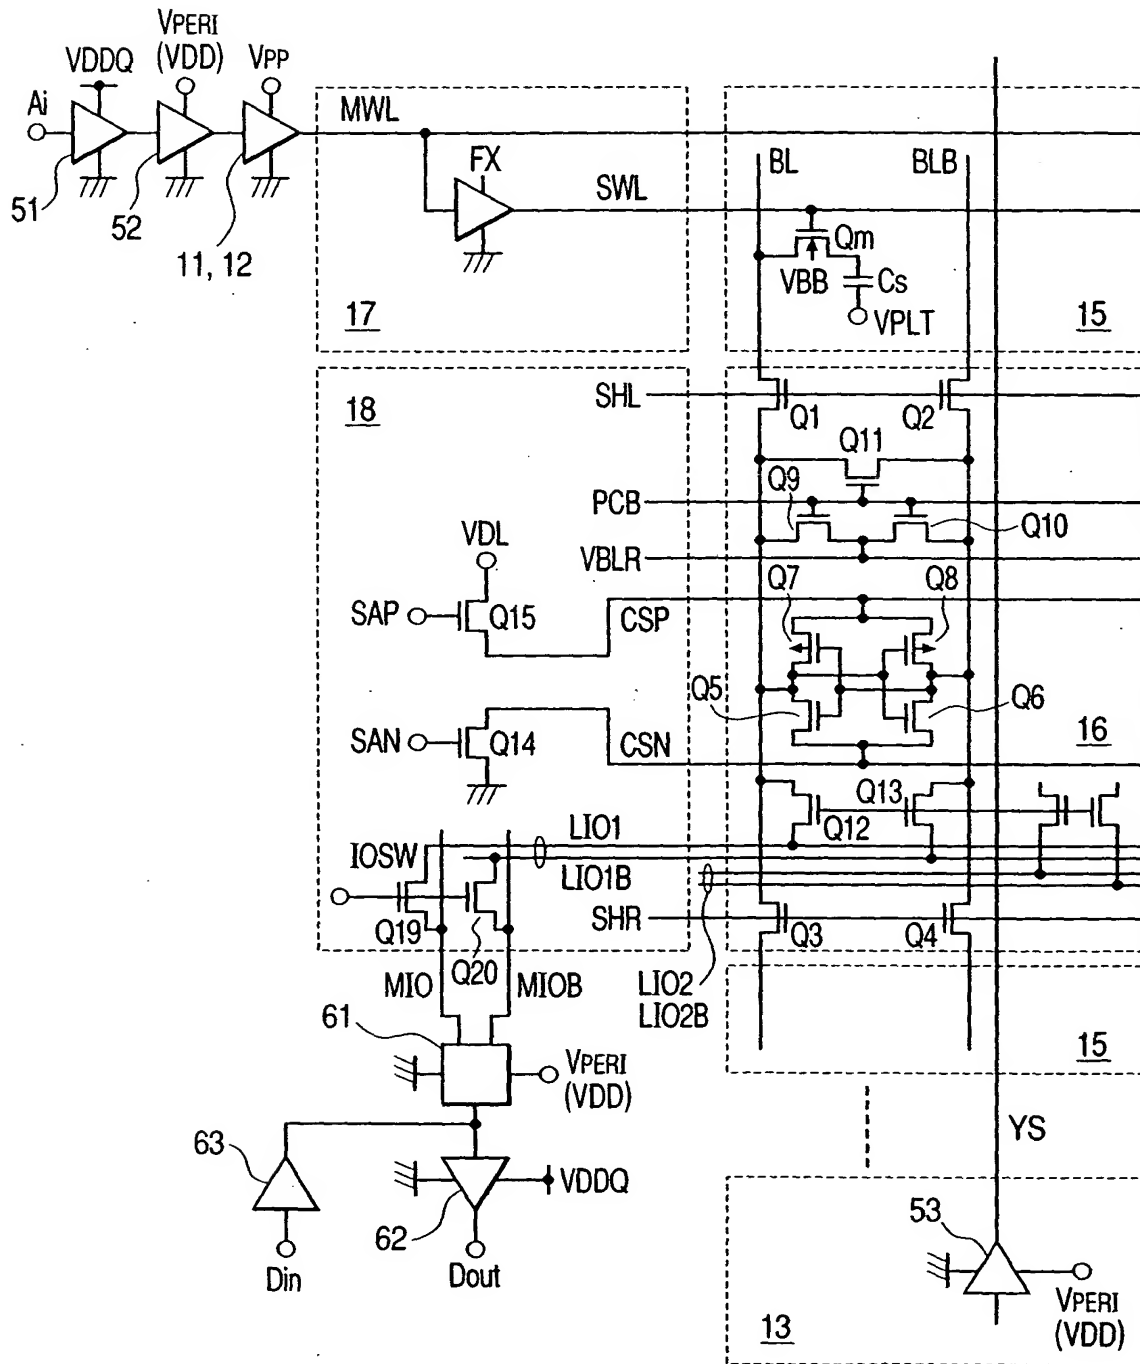 VPERI
VDDQ
(VDD)
VPP
Ai
MWL
51
52
11, 12
FX
SWL
BL
BLB
Qm
VBB
Cs
VPLT
17
15
18
SHL
Q1
Q2
Q11
Q9
PCB
Q10
VDL
VBLR
Q7
Q8
SAP
Q15
CSP
Q5
Q6
SAN
Q14
CSN
16
Q13
Q12
LIO1
IOSW
LIO1B
SHR
Q19
Q20
Q3
Q4
MIO
MIOB
LIO2
LIO2B
61
15
VPERI
(VDD)
YS
63
VDDQ
62
53
Din
Dout
VPERI
(VDD)
13